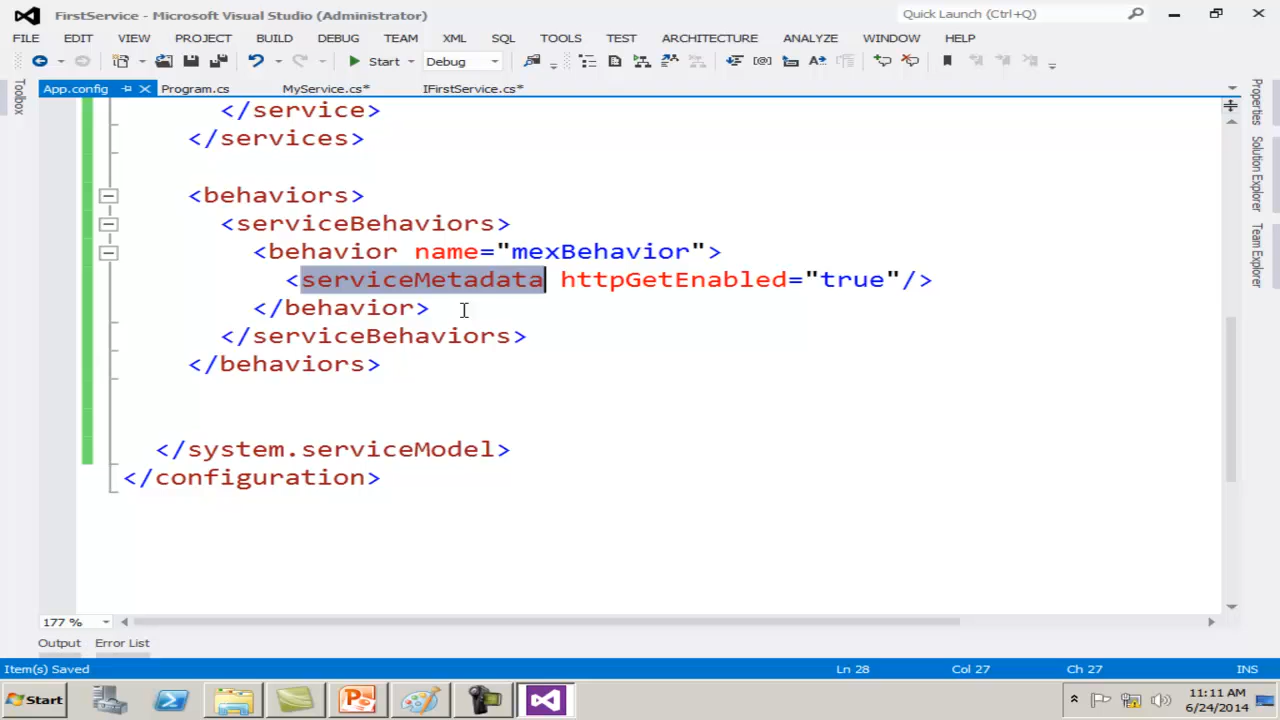 FirstService - Microsoft Visual Studio (Administrator)
Quick Launch (Ctrl+Q)
FILE EDIT VIEW PROJECT BUILD DEBUG TEAM XML SQL TOOLS TEST ARCHITECTURE ANALYZE WINDOW HELP
Start Debug
App.config Program.cs MyService.cs* IFirstService.cs*
Toolbox
Properties
Solution Explorer
Team Explorer
</service>
</services>
<behaviors>
<serviceBehaviors>
<behavior name="mexBehavior">
<serviceMetadata httpGetEnabled="true"/>
</behavior>
</serviceBehaviors>
</behaviors>
</system.serviceModel>
</configuration>
177 %
Output Error List
Item(s) Saved Ln 28 Col 27 Ch 27 INS
Start
11:11 AM
6/24/2014